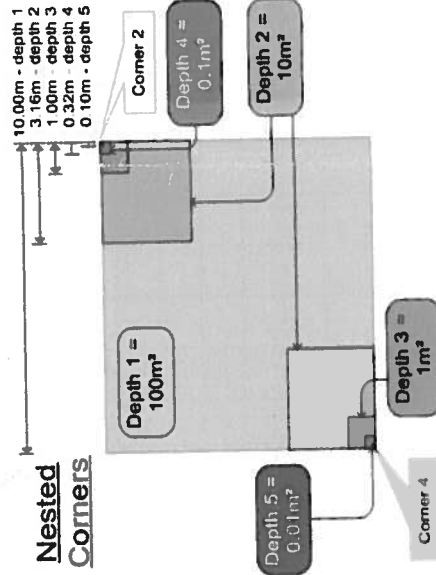 Nested
Corners
10.00m - depth 1
3.16m - depth 2
1.00m - depth 3
0.32m - depth 4
0.10m - depth 5
Corner 2
Depth 4 =
0.1m²
Depth 1 =
100m²
Depth 2 =
10m²
Depth 5 =
0.01m²
Depth 3 =
1m²
Corner 4